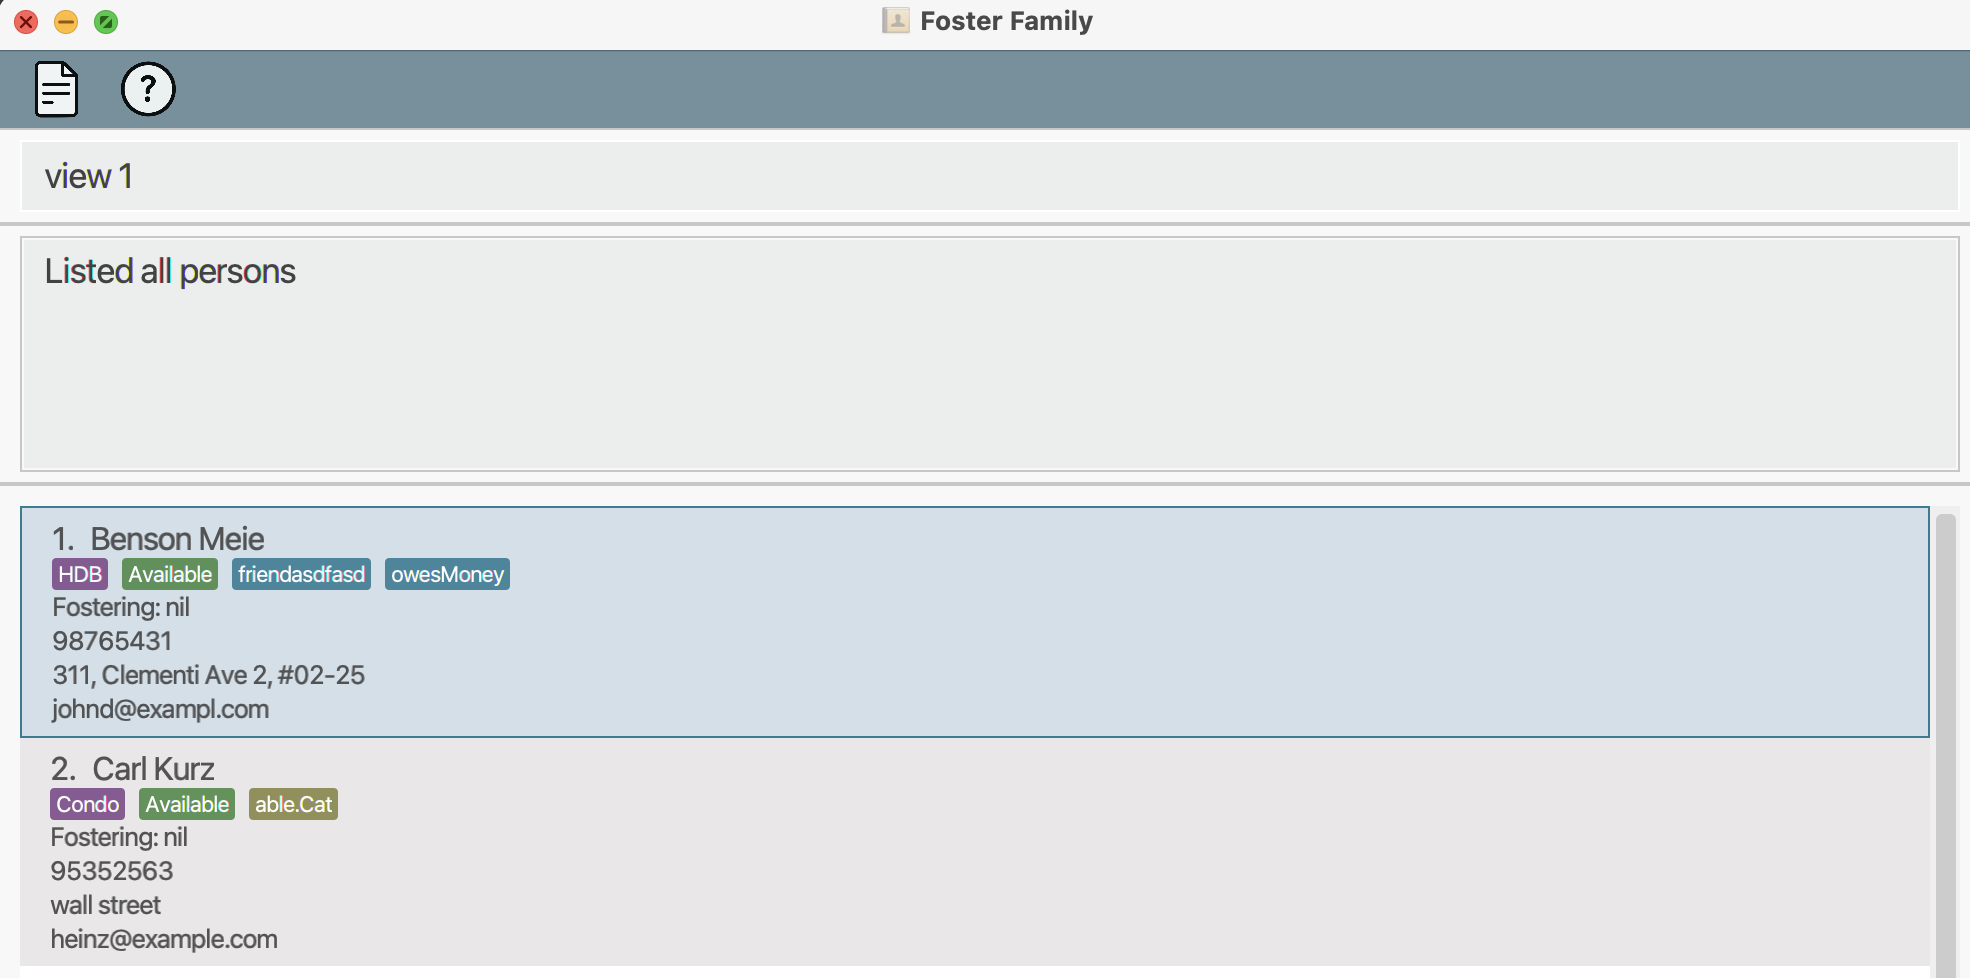 Foster Family
?
view 1
Listed all persons
1. Benson Meie
HDB Available friendasdfasd owesMoney
Fostering: nil
98765431
311, Clementi Ave 2, #02-25
johnd@exampl.com
2. Carl Kurz
Condo Available able.Cat
Fostering: nil
95352563
wall street
heinz@example.com